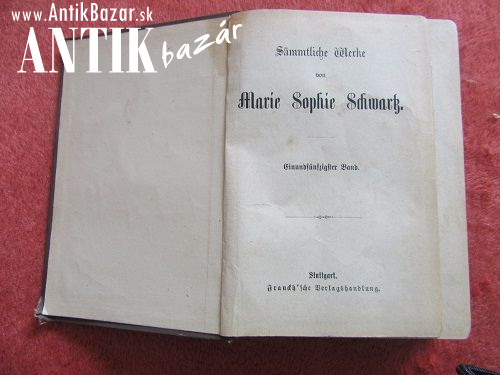 www.AntikBazar.sk
ANTIK bazár
Sämmtliche Werke
von
Marie Sophie Schwartz.
Einundfünfzigster Band.
Stuttgart.
Franckh'sche Verlagshandlung.